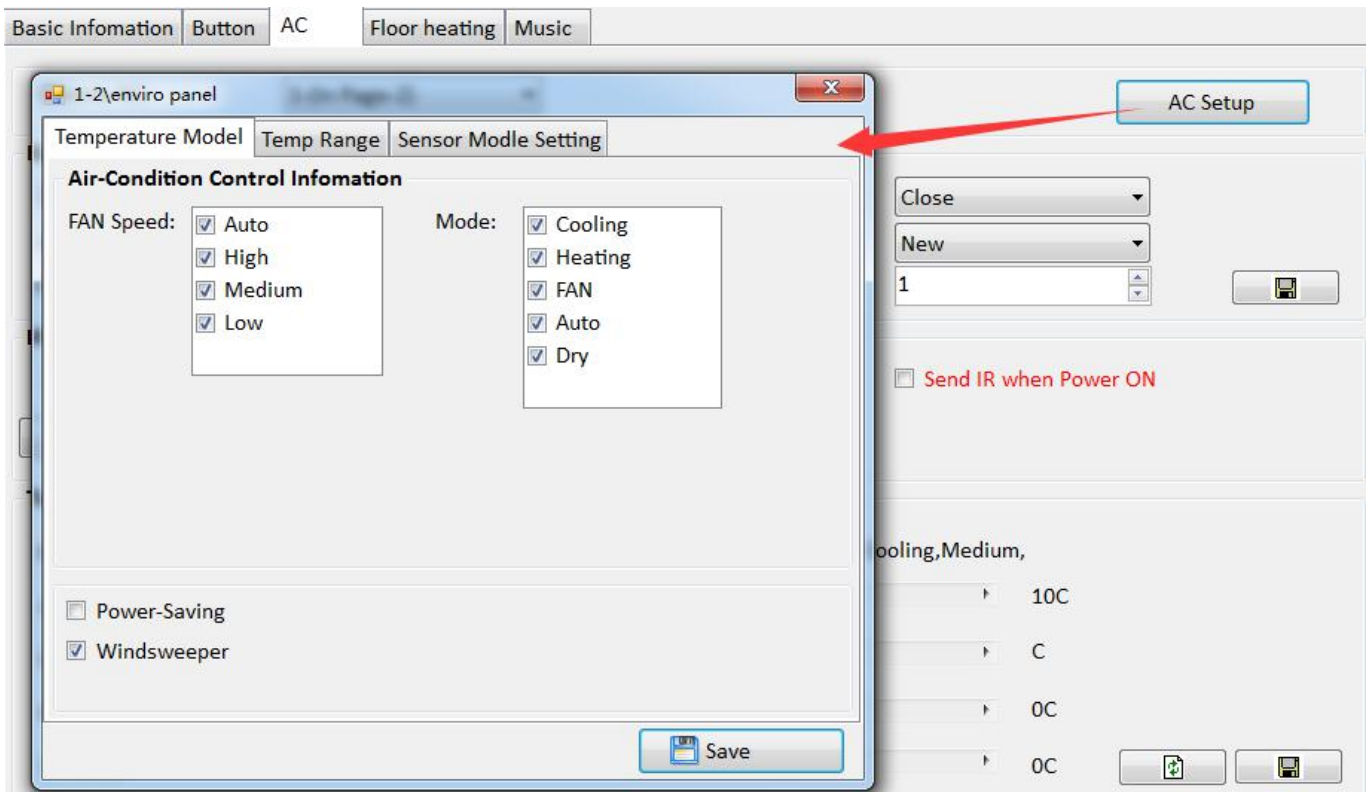 Basic Infomation Button AC Floor heating Music
1-2\enviro panel
AC Setup
Temperature Model Temp Range Sensor Modle Setting
Air-Condition Control Infomation
FAN Speed:
Auto
High
Medium
Low
Mode:
Cooling
Heating
FAN
Auto
Dry
Close
New
1
Send IR when Power ON
ooling,Medium,
10C
C
0C
0C
Power-Saving
Windsweeper
Save